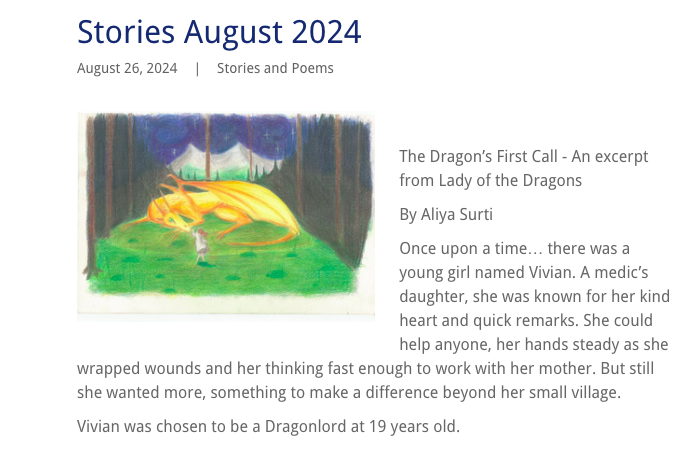 Stories August 2024
August 26, 2024 | Stories and Poems
The Dragon’s First Call - An excerpt
from Lady of the Dragons
By Aliya Surti
Once upon a time… there was a
young girl named Vivian. A medic’s
daughter, she was known for her kind
heart and quick remarks. She could
help anyone, her hands steady as she
wrapped wounds and her thinking fast enough to work with her mother. But still
she wanted more, something to make a difference beyond her small village.
Vivian was chosen to be a Dragonlord at 19 years old.